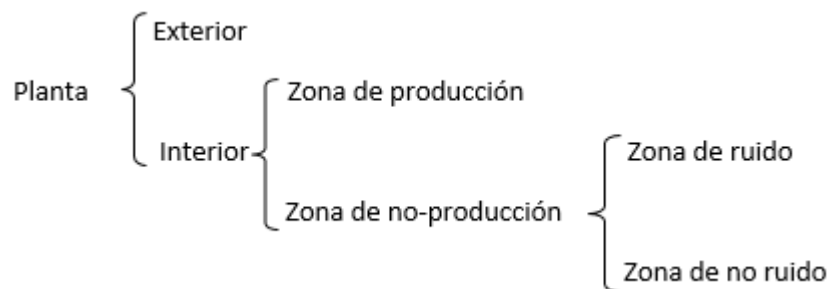 Exterior
Planta
Zona de producción
Interior
Zona de ruido
Zona de no-producción
Zona de no ruido